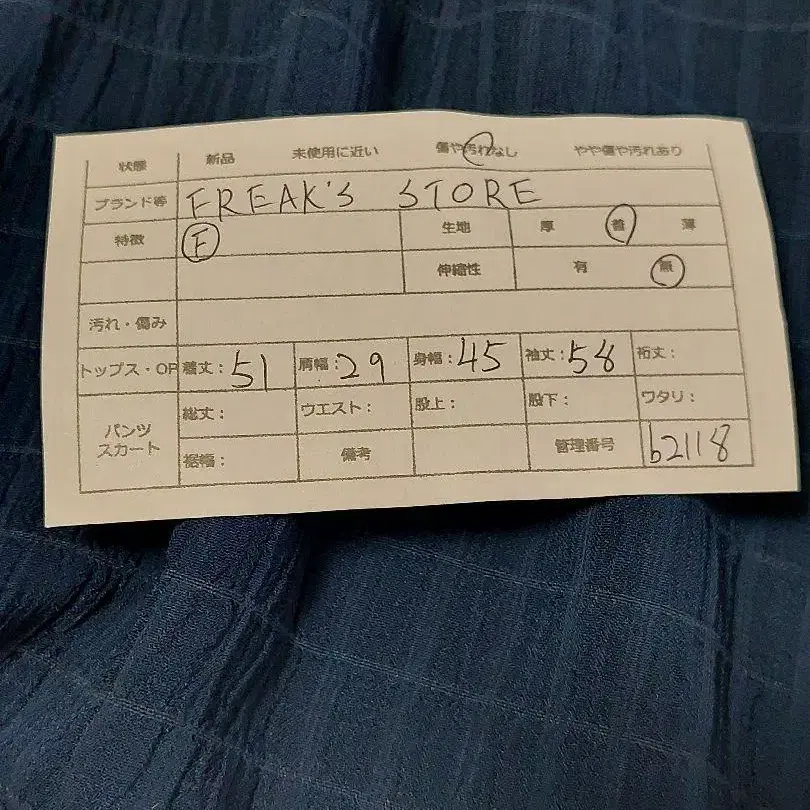 状態 新品 未使用に近い 傷や汚れなし やや傷や汚れあり
ブランド等 FREAK'S STORE
特徴 F 生地 厚 普 薄
伸縮性 有 無
汚れ・傷み
トップス・OP 着丈：51 肩幅：29 身幅：45 袖丈：58 裄丈：
パンツ スカート 総丈： ウエスト： 股上： 股下： ワタリ：
裾幅： 備考 管理番号 b2118